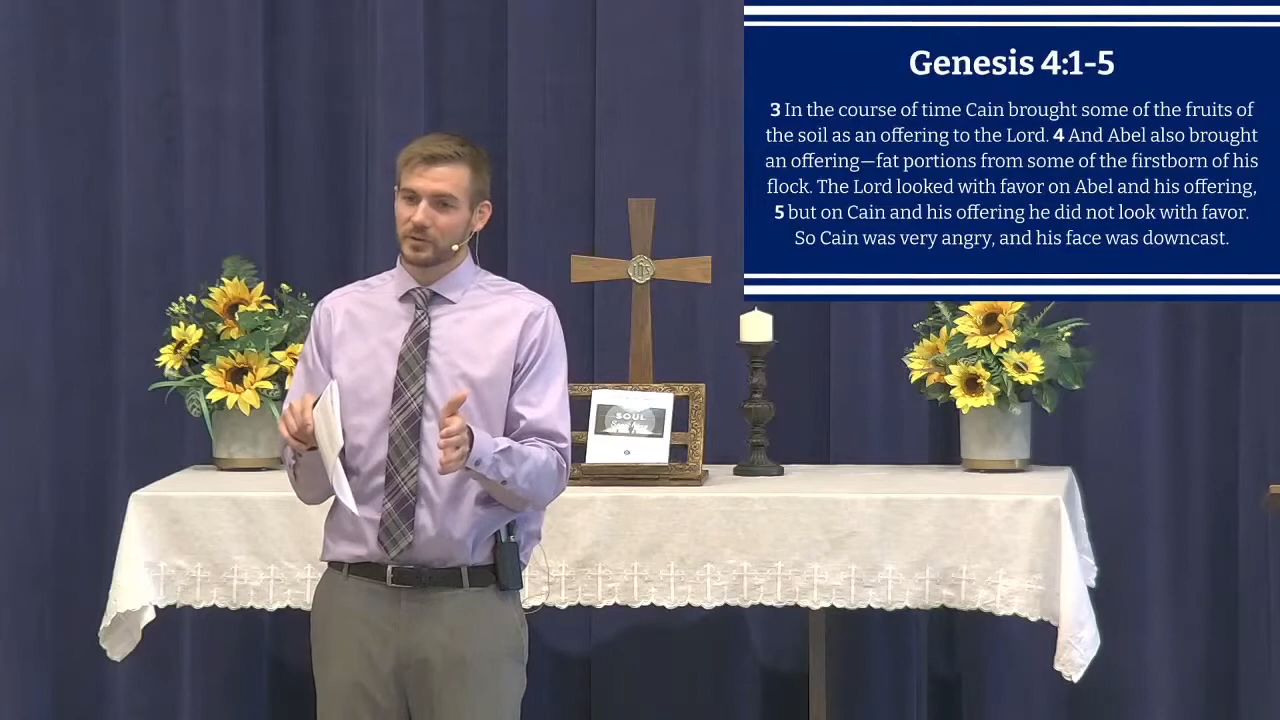 Genesis 4:1-5
3 In the course of time Cain brought some of the fruits of
the soil as an offering to the Lord. 4 And Abel also brought
an offering—fat portions from some of the firstborn of his
flock. The Lord looked with favor on Abel and his offering,
5 but on Cain and his offering he did not look with favor.
So Cain was very angry, and his face was downcast.
ihs
SOUL